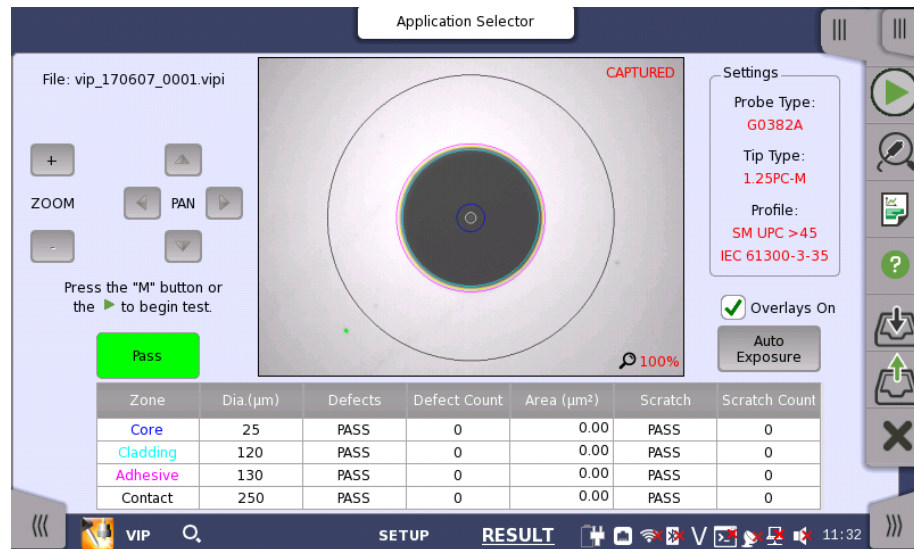 Application Selector
File: vip_170607_0001.vipi
CAPTURED
Settings
Probe Type:
G0382A
Tip Type:
1.25PC-M
Profile:
SM UPC >45
IEC 61300-3-35
+
ZOOM
PAN
-
Press the "M" button or
the ▶ to begin test.
Pass
100%
Overlays On
Auto
Exposure
?
Zone Dia.(μm) Defects Defect Count Area (μm²) Scratch Scratch Count
Core 25 PASS 0 0.00 PASS 0
Cladding 120 PASS 0 0.00 PASS 0
Adhesive 130 PASS 0 0.00 PASS 0
Contact 250 PASS 0 0.00 PASS 0
VIP SETUP RESULT V 11:32